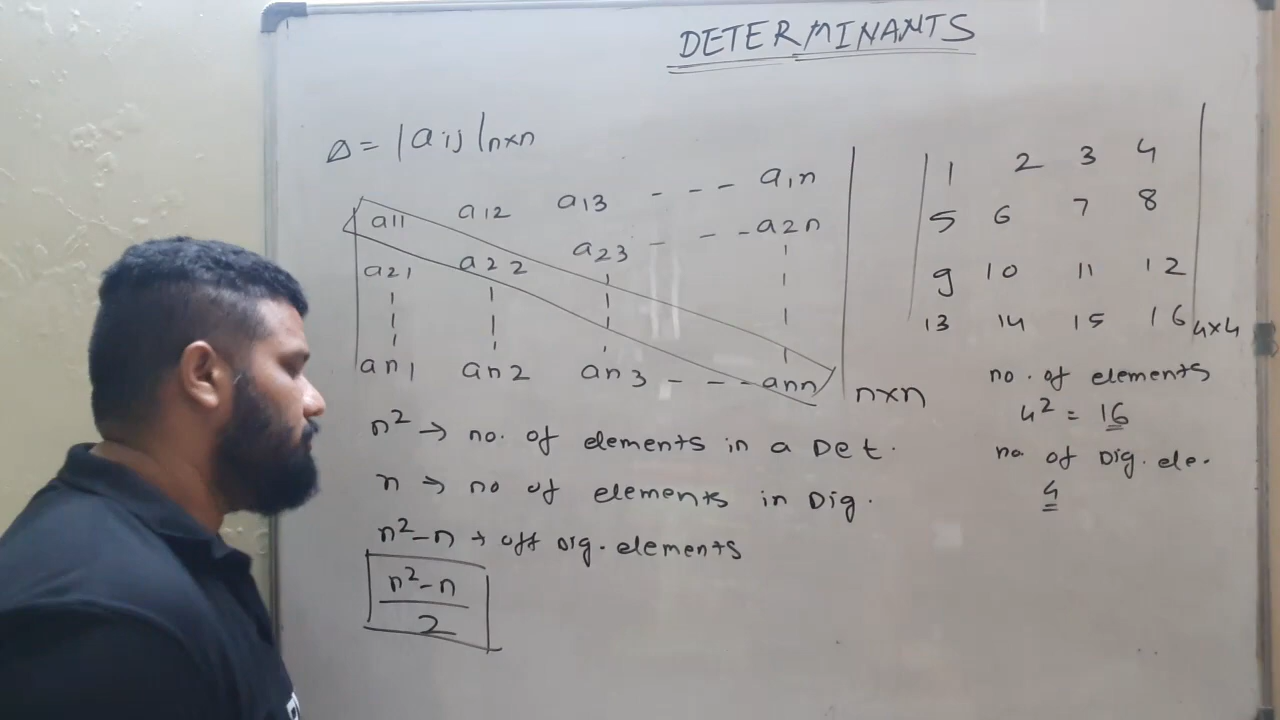 DETERMINANTS
Δ = |aij|nxn
a11 a12 a13 - - - a1n
a21 a22 a23 - - - a2n
an1 an2 an3 - - - ann nxn
n² → no. of elements in a Det.
n → no of elements in Dig.
n²-n → off Dig. elements
n²-n
2
1 2 3 4
5 6 7 8
9 10 11 12
13 14 15 16 4x4
no. of elements
4² = 16
no of Dig. ele.
4